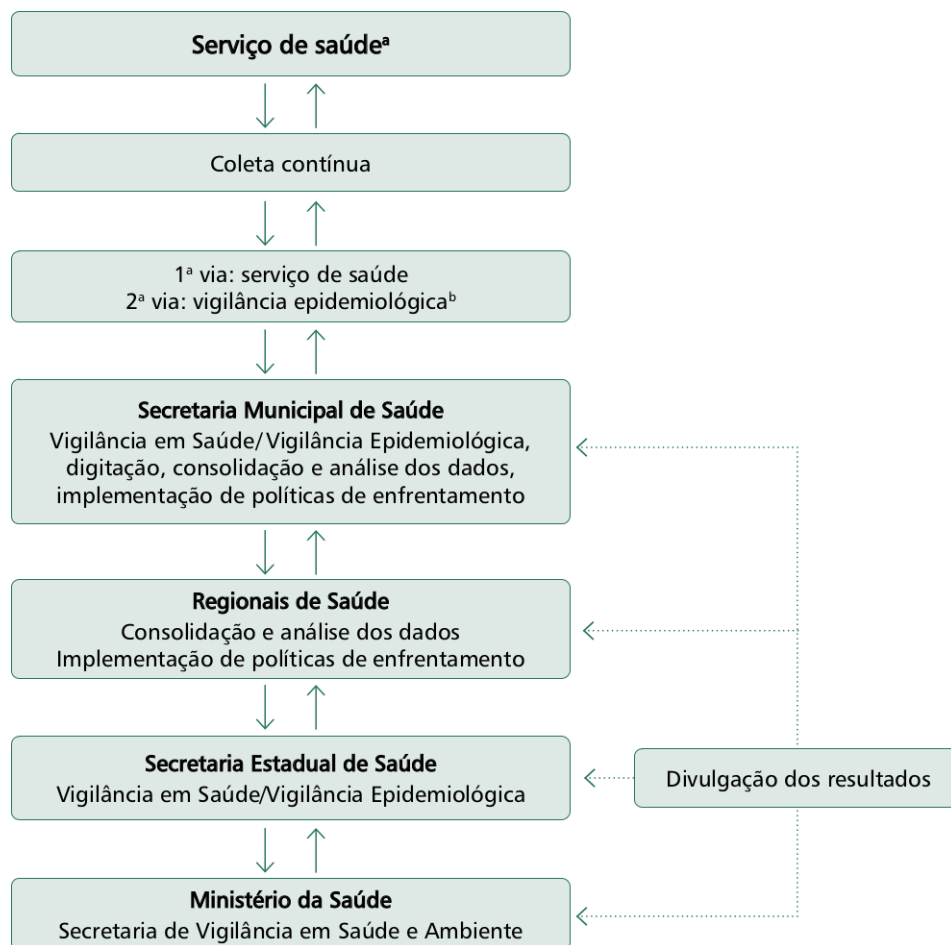 Serviço de saúdeª
Coleta contínua
1ª via: serviço de saúde
2ª via: vigilância epidemiológicaᵇ
Secretaria Municipal de Saúde
Vigilância em Saúde/Vigilância Epidemiológica,
digitação, consolidação e análise dos dados,
implementação de políticas de enfrentamento
Regionais de Saúde
Consolidação e análise dos dados
Implementação de políticas de enfrentamento
Secretaria Estadual de Saúde
Vigilância em Saúde/Vigilância Epidemiológica
Divulgação dos resultados
Ministério da Saúde
Secretaria de Vigilância em Saúde e Ambiente